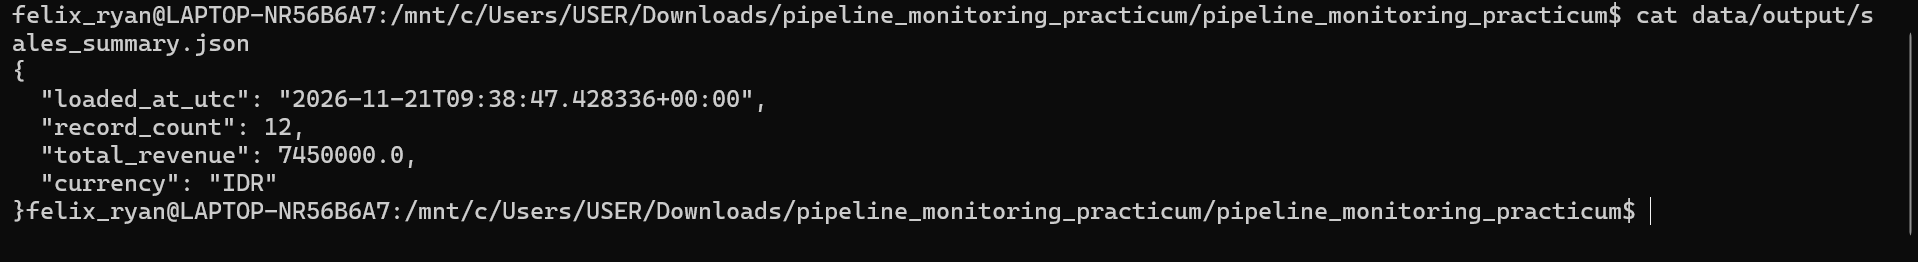 felix_ryan@LAPTOP-NR56B6A7:/mnt/c/Users/USER/Downloads/pipeline_monitoring_practicum/pipeline_monitoring_practicum$ cat data/output/s
ales_summary.json
{
  "loaded_at_utc": "2026-11-21T09:38:47.428336+00:00",
  "record_count": 12,
  "total_revenue": 7450000.0,
  "currency": "IDR"
}felix_ryan@LAPTOP-NR56B6A7:/mnt/c/Users/USER/Downloads/pipeline_monitoring_practicum/pipeline_monitoring_practicum$